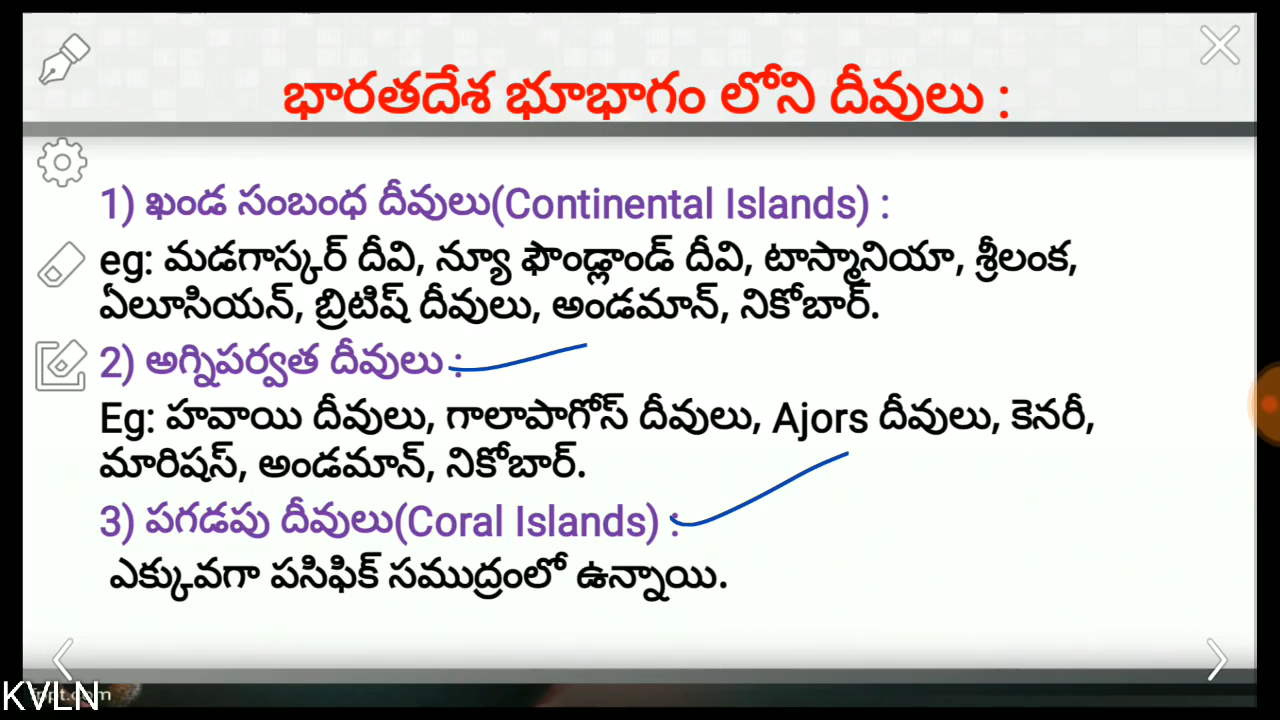 భారతదేశ భూభాగం లోని దీవులు :
1) ఖండ సంబంధ దీవులు(Continental Islands) :
eg: మడగాస్కర్ దీవి, న్యూ ఫౌండ్లాండ్ దీవి, టాస్మానియా, శ్రీలంక,
ఏలూసియన్, బ్రిటిష్ దీవులు, అండమాన్, నికోబార్.
2) అగ్నిపర్వత దీవులు :
Eg: హవాయి దీవులు, గాలాపాగోస్ దీవులు, Ajors దీవులు, కెనరీ,
మారిషస్, అండమాన్, నికోబార్.
3) పగడపు దీవులు(Coral Islands) :
ఎక్కువగా పసిఫిక్ సముద్రంలో ఉన్నాయి.
KVLN